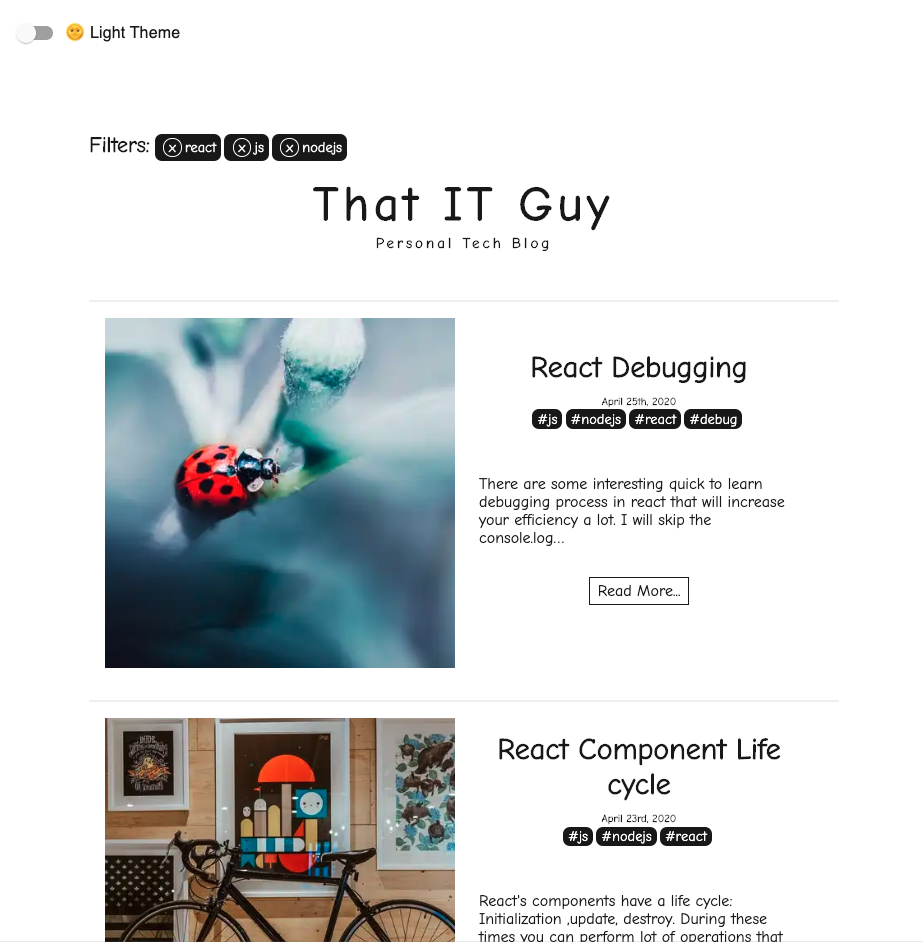 🌞 Light Theme
Filters: ⓧ react ⓧ js ⓧ nodejs
That IT Guy
Personal Tech Blog
React Debugging
April 25th, 2020
#js #nodejs #react #debug
There are some interesting quick to learn
debugging process in react that will increase
your efficiency a lot. I will skip the
console.log...
Read More...
React Component Life
cycle
April 23rd, 2020
#js #nodejs #react
React's components have a life cycle:
Initialization ,update, destroy. During these
times you can perform lot of operations that